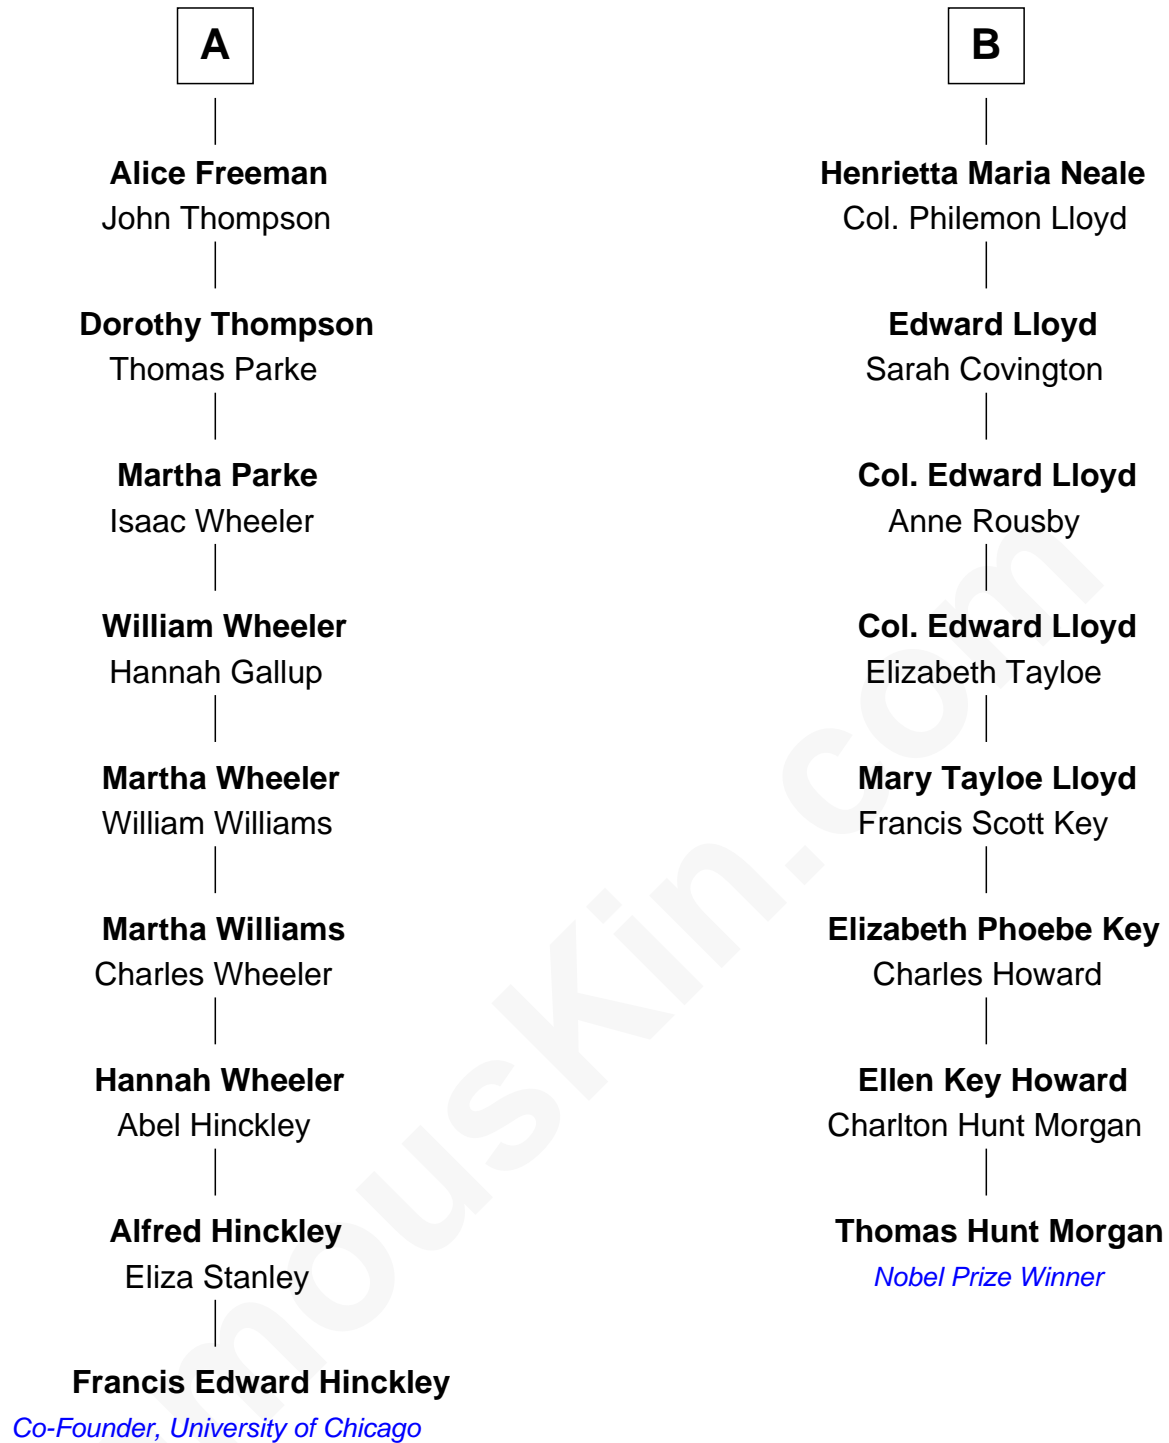 A
Alice Freeman
John Thompson
Dorothy Thompson
Thomas Parke
Martha Parke
Isaac Wheeler
William Wheeler
Hannah Gallup
Martha Wheeler
William Williams
Martha Williams
Charles Wheeler
Hannah Wheeler
Abel Hinckley
Alfred Hinckley
Eliza Stanley
Francis Edward Hinckley
Co-Founder, University of Chicago
B
Henrietta Maria Neale
Col. Philemon Lloyd
Edward Lloyd
Sarah Covington
Col. Edward Lloyd
Anne Rousby
Col. Edward Lloyd
Elizabeth Tayloe
Mary Tayloe Lloyd
Francis Scott Key
Elizabeth Phoebe Key
Charles Howard
Ellen Key Howard
Charlton Hunt Morgan
Thomas Hunt Morgan
Nobel Prize Winner
mousKin.com